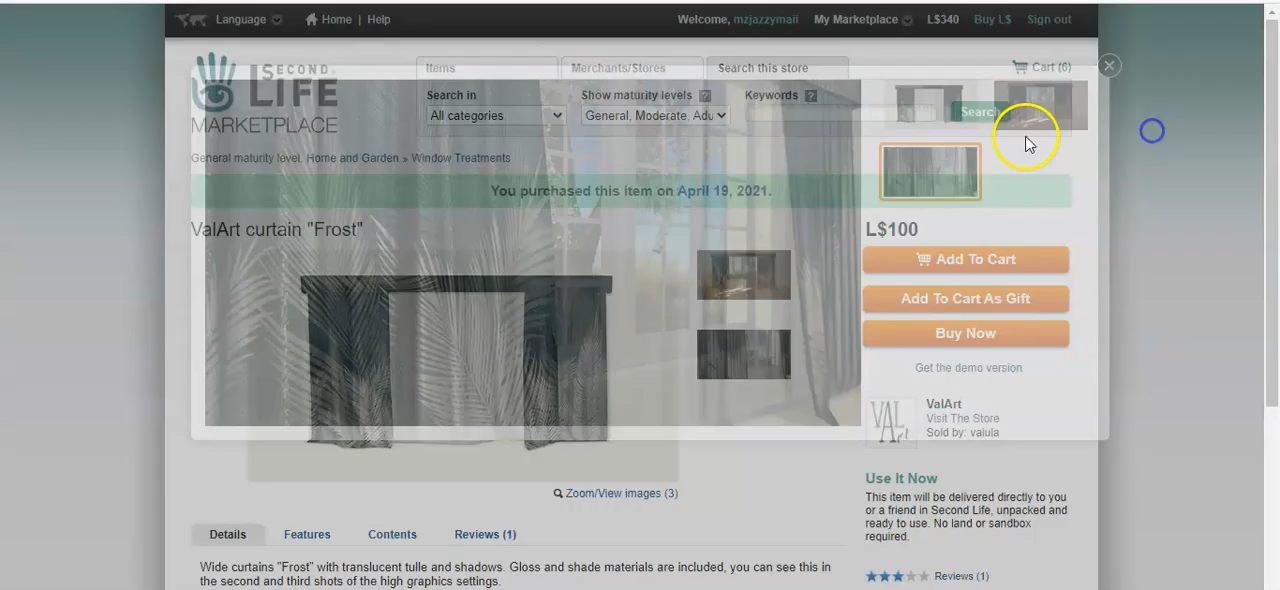 Language Home | Help Welcome, mzjazzymaii My Marketplace L$340 Buy L$ Sign out
SECOND LIFE MARKETPLACE
Items Merchants/Stores Search this store Cart (6)
Search in Show maturity levels ? Keywords ?
All categories General, Moderate, Adu Search
General maturity level. Home and Garden » Window Treatments
You purchased this item on April 19, 2021.
ValArt curtain "Frost"
L$100
Add To Cart
Add To Cart As Gift
Buy Now
Get the demo version
VAL Art
ValArt
Visit The Store
Sold by: valula
Zoom/View images (3)
Use It Now
This item will be delivered directly to you
or a friend in Second Life, unpacked and
ready to use. No land or sandbox
required.
Details Features Contents Reviews (1)
Wide curtains "Frost" with translucent tulle and shadows. Gloss and shade materials are included, you can see this in
the second and third shots of the high graphics settings.
Reviews (1)